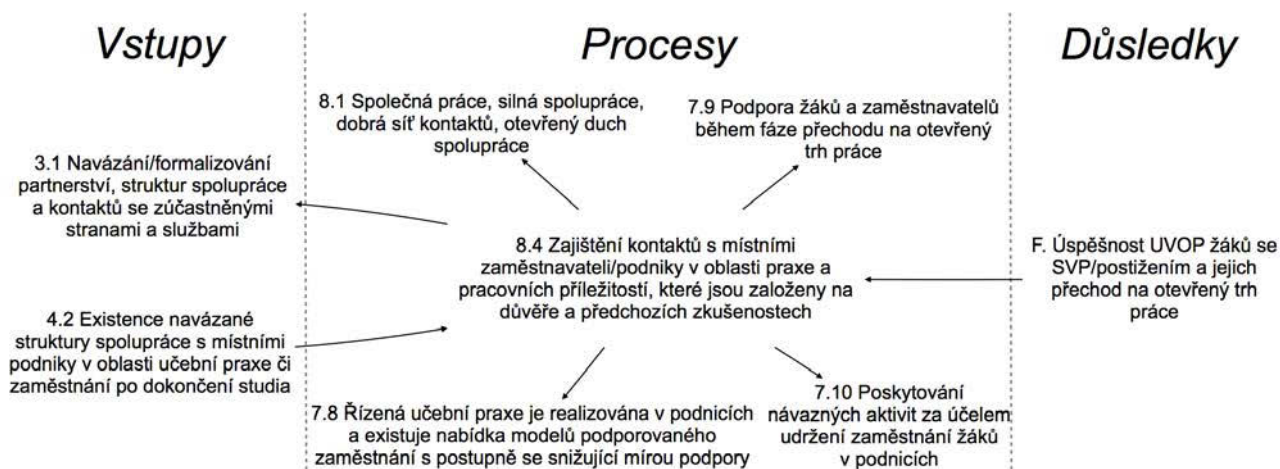 Vstupy
Procesy
Důsledky
8.1 Společná práce, silná spolupráce,
dobrá síť kontaktů, otevřený duch
spolupráce
7.9 Podpora žáků a zaměstnavatelů
během fáze přechodu na otevřený
trh práce
3.1 Navázání/formalizování
partnerství, struktur spolupráce
a kontaktů se zúčastněnými
stranami a službami
8.4 Zajištění kontaktů s místními
zaměstnavateli/podniky v oblasti praxe a
pracovních příležitostí, které jsou založeny na
důvěře a předchozích zkušenostech
F. Úspěšnost UVOP žáků se
SVP/postižením a jejich
přechod na otevřený trh
práce
4.2 Existence navázané
struktury spolupráce s místními
podniky v oblasti učební praxe či
zaměstnání po dokončení studia
7.8 Řízená učební praxe je realizována v podnicích
a existuje nabídka modelů podporovaného
zaměstnání s postupně se snižující mírou podpory
7.10 Poskytování
návazných aktivit za účelem
udržení zaměstnání žáků
v podnicích